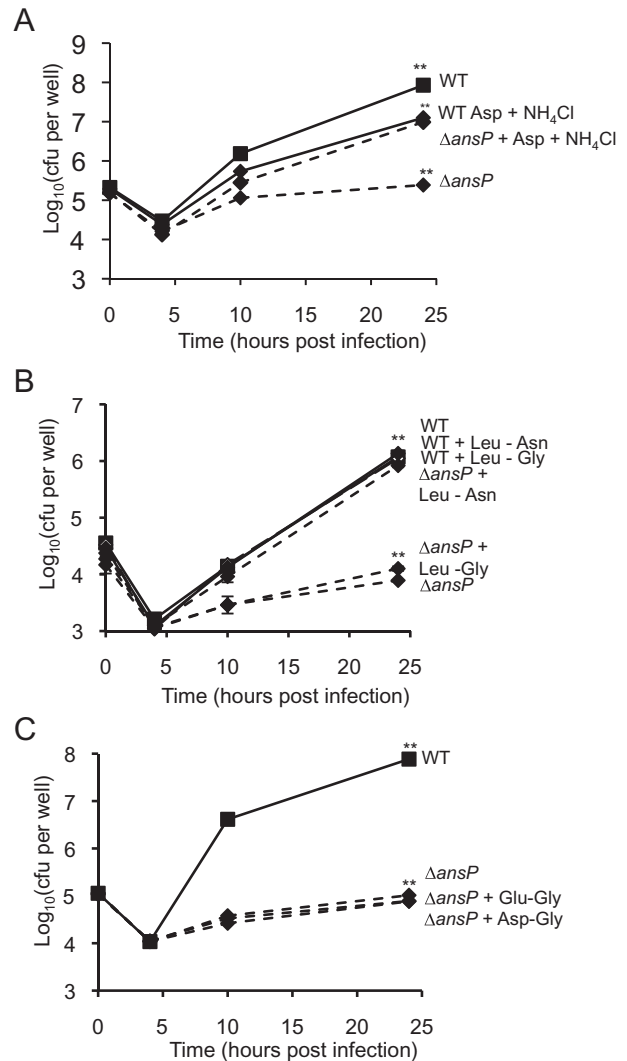 A
Log10(cfu per well)
9
8
7
6
5
4
3
**
WT
**
WT Asp + NH4Cl
ΔansP + Asp + NH4Cl
**
ΔansP
0 5 10 15 20 25
Time (hours post infection)
B
Log10(cfu per well)
7
6
5
4
3
WT
**
WT + Leu - Asn
WT + Leu - Gly
ΔansP +
Leu - Asn
ΔansP +
**
Leu -Gly
ΔansP
0 5 10 15 20 25
Time (hours post infection)
C
Log10(cfu per well)
8
7
6
5
4
3
**
WT
ΔansP
**
ΔansP + Glu-Gly
ΔansP + Asp-Gly
0 5 10 15 20 25
Time (hours post infection)